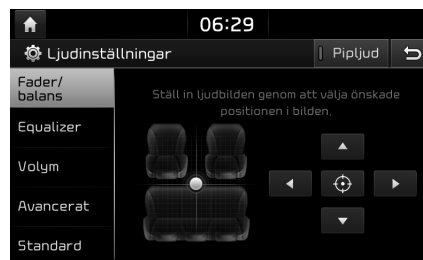 06:29
Ljudinställningar
Pipljud
Fader/
balans
Ställ in ljudbilden genom att välja önskade
positionen i bilden.
Equalizer
Volym
Avancerat
Standard